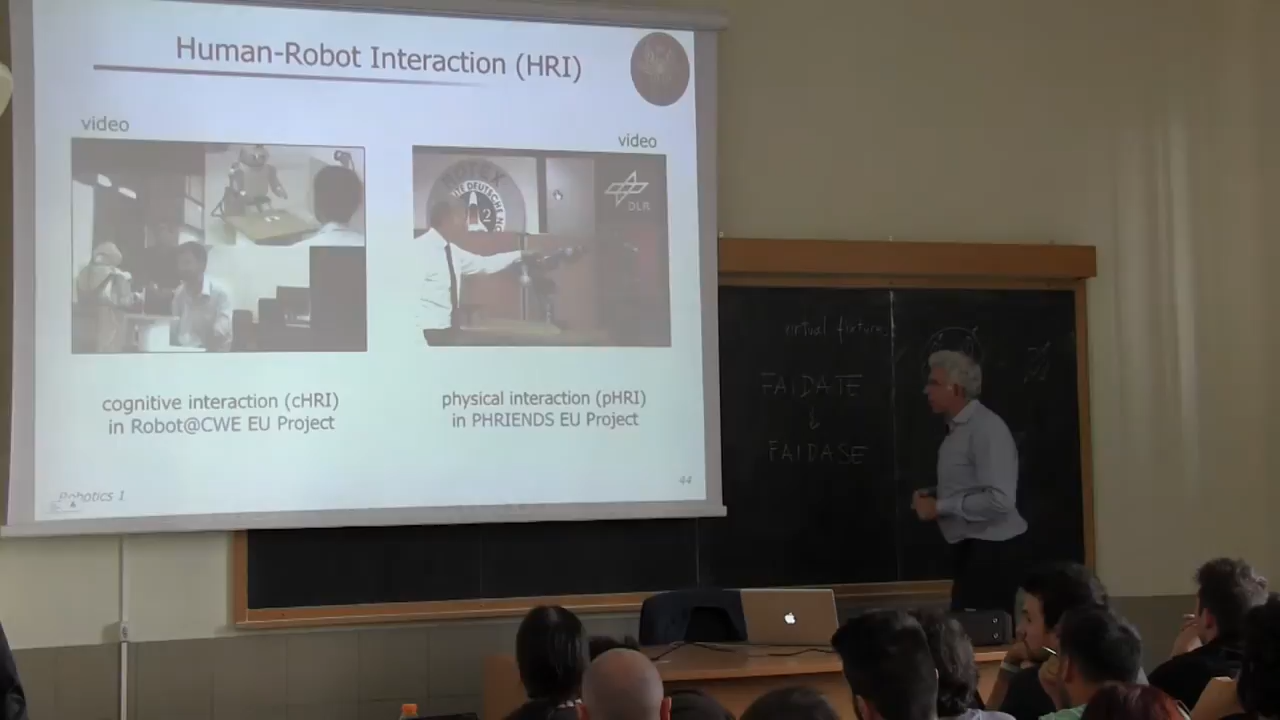 Human-Robot Interaction (HRI)
video
video
DLR
cognitive interaction (cHRI)
in Robot@CWE EU Project
physical interaction (pHRI)
in PHRIENDS EU Project
Robotics 1
44
virtual fixtures
FAIDATE
FAIDASE